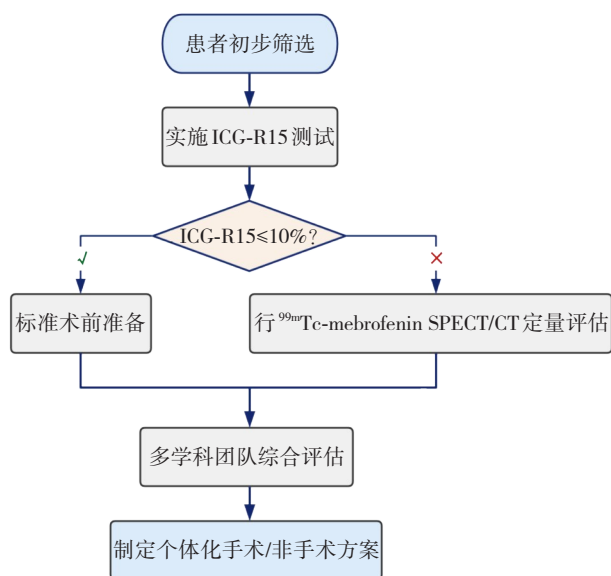 患者初步筛选
实施ICG-R15测试
ICG-R15≤10%?
√
×
标准术前准备
行⁹⁹ᵐTc-mebrofenin SPECT/CT定量评估
多学科团队综合评估
制定个体化手术/非手术方案